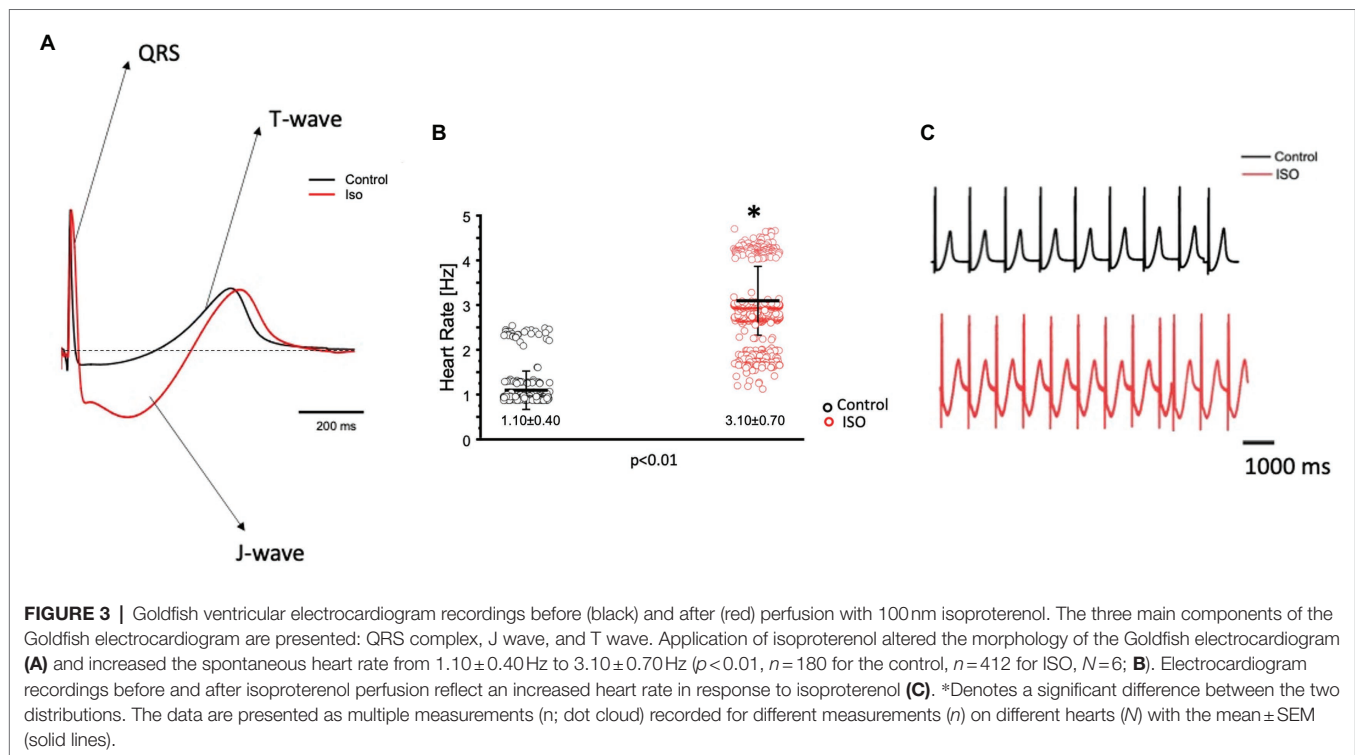 A
QRS
T-wave
Control
Iso
200 ms
J-wave
B
*
Heart Rate [Hz]
5
4
3
2
1
0
1.10±0.40
3.10±0.70
Control
ISO
p<0.01
C
Control
ISO
1000 ms
FIGURE 3 | Goldfish ventricular electrocardiogram recordings before (black) and after (red) perfusion with 100 nm isoproterenol. The three main components of the
Goldfish electrocardiogram are presented: QRS complex, J wave, and T wave. Application of isoproterenol altered the morphology of the Goldfish electrocardiogram
(A) and increased the spontaneous heart rate from 1.10±0.40 Hz to 3.10±0.70 Hz (p<0.01, n=180 for the control, n=412 for ISO, N=6; B). Electrocardiogram
recordings before and after isoproterenol perfusion reflect an increased heart rate in response to isoproterenol (C). *Denotes a significant difference between the two
distributions. The data are presented as multiple measurements (n; dot cloud) recorded for different measurements (n) on different hearts (N) with the mean±SEM
(solid lines).